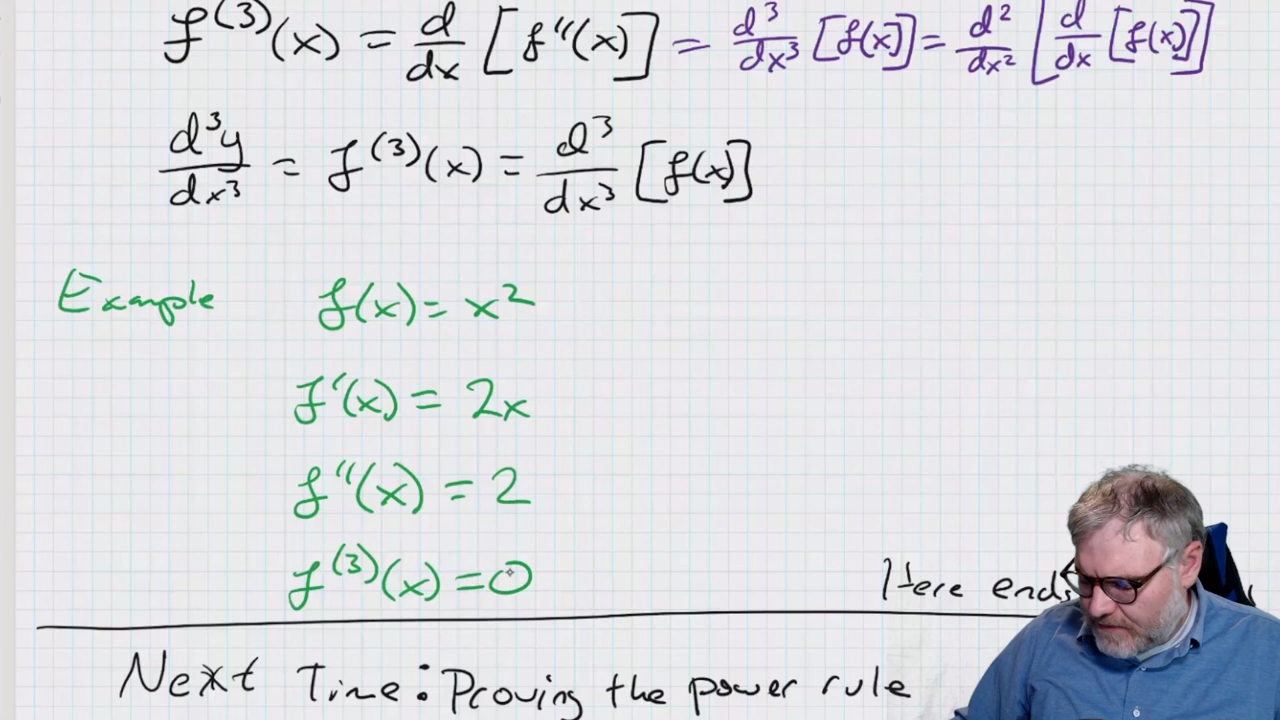 f⁽³⁾(x) = d/dx [f''(x)] = d³/dx³ [f(x)] = d²/dx² [d/dx [f(x)]]
d³y/dx³ = f⁽³⁾(x) = d³/dx³ [f(x)]
Example f(x) = x²
f'(x) = 2x
f''(x) = 2
f⁽³⁾(x) = 0
Here ends
Next Time: Proving the power rule